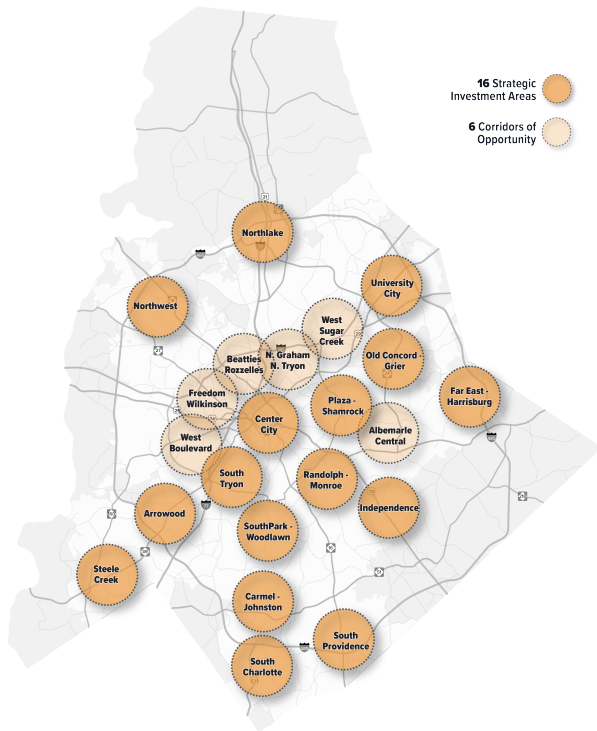 16 Strategic
Investment Areas
6 Corridors of
Opportunity
21
Northlake
University
City
Northwest
West
Sugar
Creek
Beatties
Rozzelles
N. Graham
N. Tryon
Old Concord -
Grier
Freedom
Wilkinson
Plaza -
Shamrock
Far East -
Harrisburg
Center
City
Albemarle
Central
West
Boulevard
South
Tryon
Randolph -
Monroe
Independence
Arrowood
SouthPark -
Woodlawn
Steele
Creek
Carmel -
Johnston
South
Providence
South
Charlotte